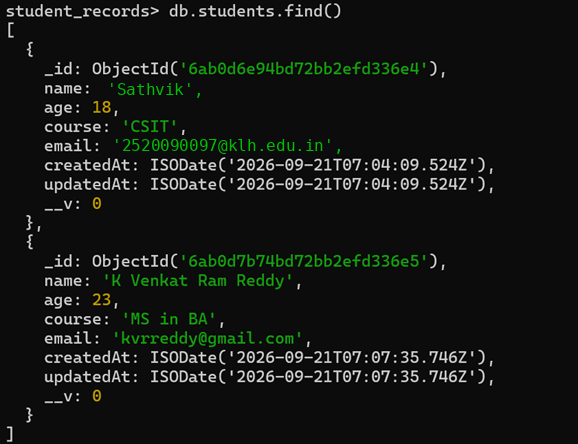 student_records> db.students.find()
[
  {
    _id: ObjectId('6ab0d6e94bd72bb2efd336e4'),
    name: 'Sathvik',
    age: 18,
    course: 'CSIT',
    email: '2520090097@klh.edu.in',
    createdAt: ISODate('2026-09-21T07:04:09.524Z'),
    updatedAt: ISODate('2026-09-21T07:04:09.524Z'),
    __v: 0
  },
  {
    _id: ObjectId('6ab0d7b74bd72bb2efd336e5'),
    name: 'K Venkat Ram Reddy',
    age: 23,
    course: 'MS in BA',
    email: 'kvrreddy@gmail.com',
    createdAt: ISODate('2026-09-21T07:07:35.746Z'),
    updatedAt: ISODate('2026-09-21T07:07:35.746Z'),
    __v: 0
  }
]